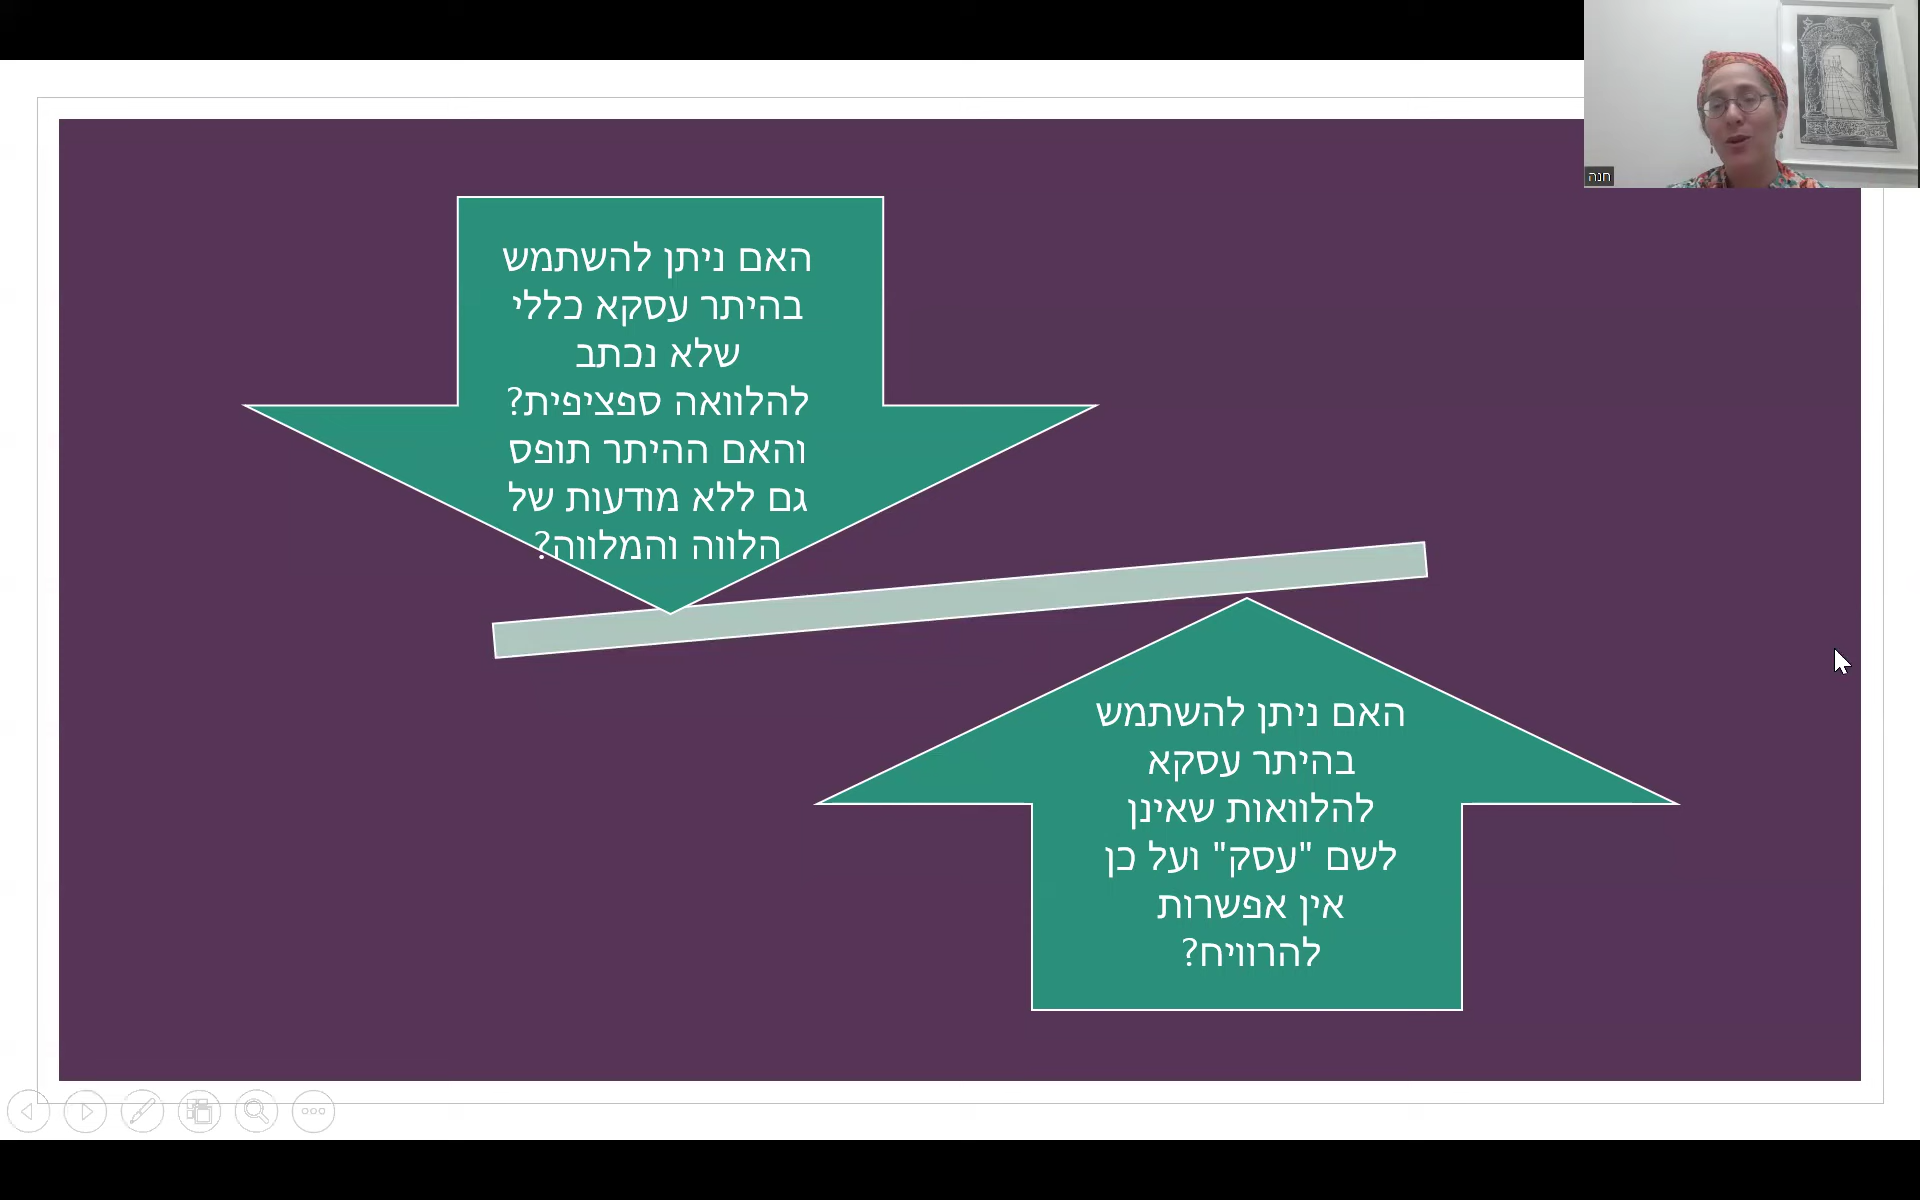 האם ניתן להשתמש
בהיתר עסקא כללי
שלא נכתב
להלוואה ספציפית?
והאם ההיתר תופס
גם ללא מודעות של
הלווה והמלווה?
האם ניתן להשתמש
בהיתר עסקא
להלוואות שאינן
לשם "עסק" ועל כן
אין אפשרות
להרוויח?
חנה